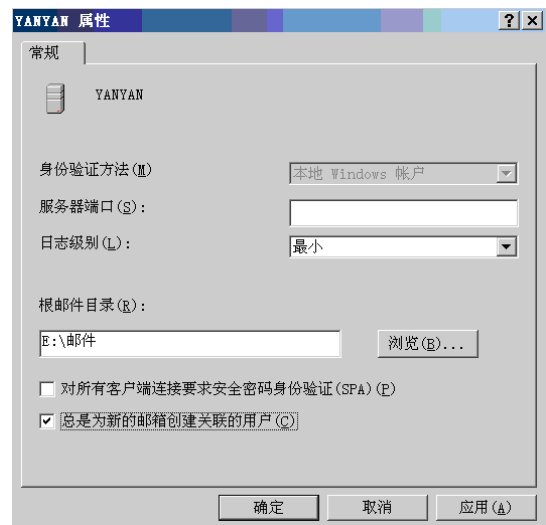 YANYAN 属性
常规
YANYAN
身份验证方法(M)
本地 Windows 帐户
服务器端口(S):
日志级别(L):
最小
根邮件目录(R):
E:\邮件
浏览(B)...
对所有客户端连接要求安全密码身份验证(SPA)(P)
总是为新的邮箱创建关联的用户(C)
确定
取消
应用(A)